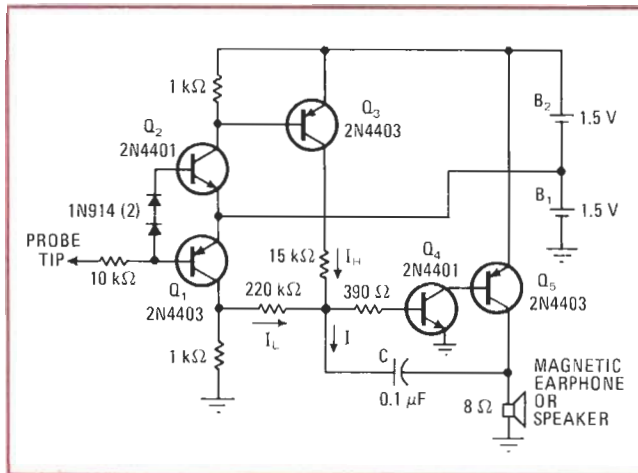 1 kΩ
Q₃
2N4403
B₂
1.5 V
Q₂
2N4401
1N914 (2)
B₁
1.5 V
PROBE
TIP
10 kΩ
15 kΩ
I_H
Q₄
2N4401
Q₅
2N4403
Q₁
2N4403
220 kΩ
I_L
390 Ω
I
1 kΩ
C
0.1 μF
8 Ω
MAGNETIC
EARPHONE
OR
SPEAKER